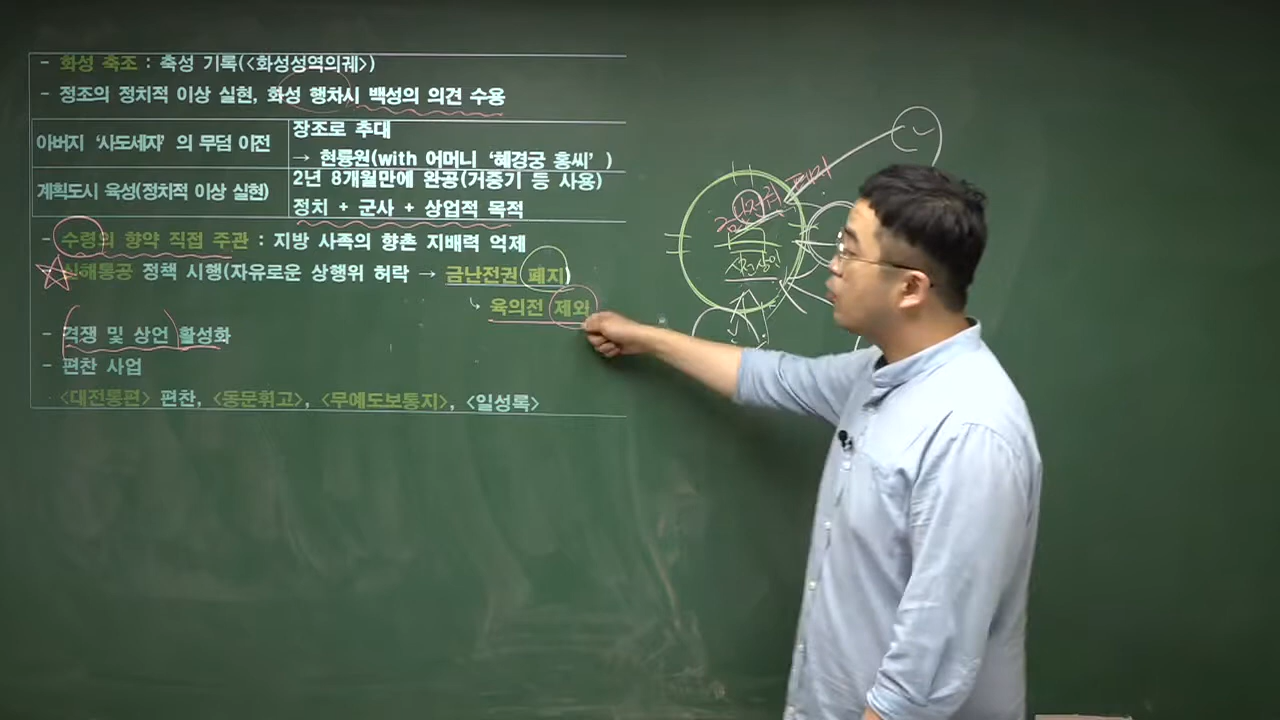 - 화성 축조 : 축성 기록(<화성성역의궤>)
- 정조의 정치적 이상 실현, 화성 행차시 백성의 의견 수용
아버지 '사도세자' 의 무덤 이전
장조로 추대
→ 현륭원(with 어머니 '혜경궁 홍씨' )
계획도시 육성(정치적 이상 실현)
2년 8개월만에 완공(거중기 등 사용)
정치 + 군사 + 상업적 목적
- 수령의 향약 직접 주관 : 지방 사족의 향촌 지배력 억제
신해통공 정책 시행(자유로운 상행위 허락 → 금난전권 폐지)
↳ 육의전 제외
- 격쟁 및 상언 활성화
- 편찬 사업
<대전통편> 편찬, <동문휘고>, <무예도보통지>, <일성록>
시전상인